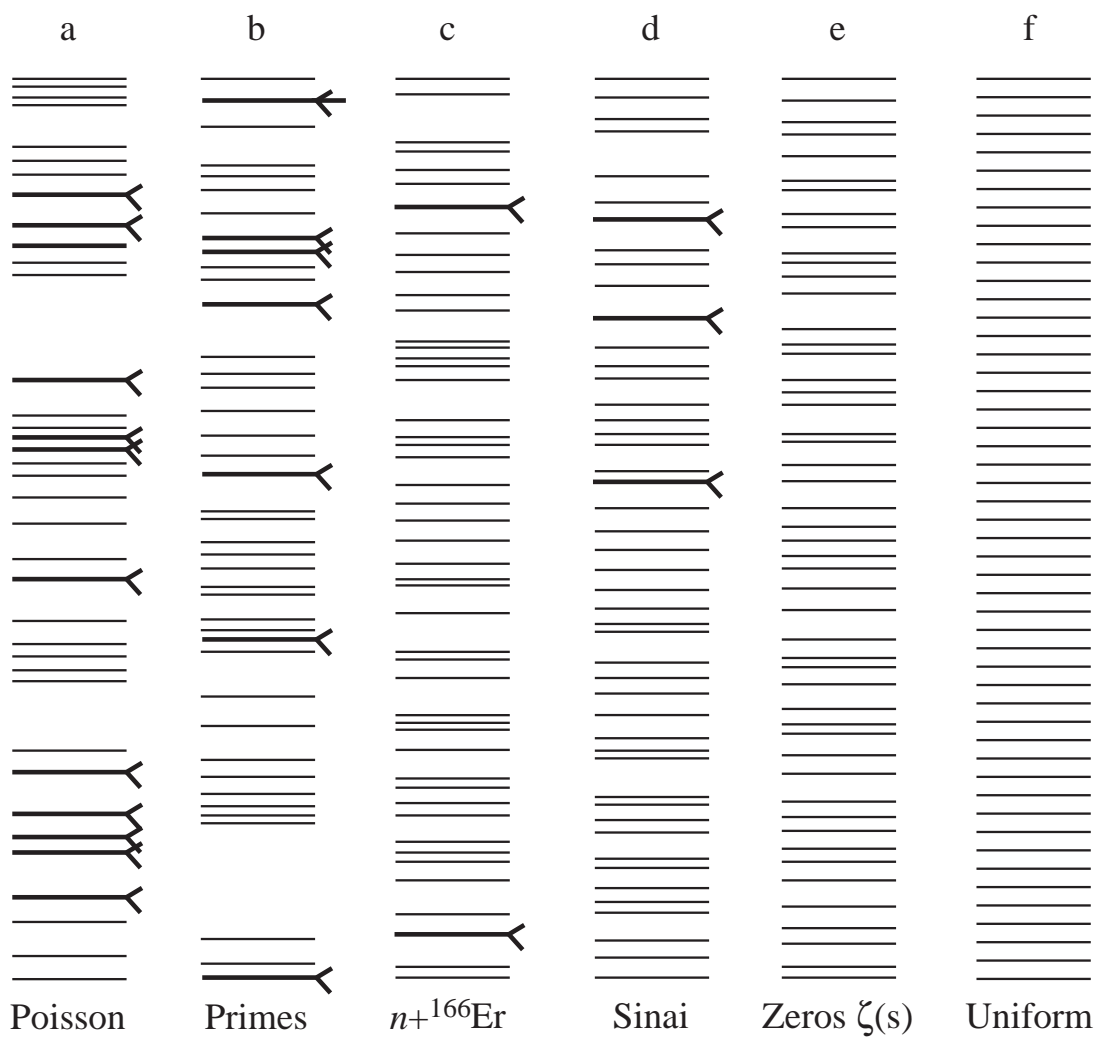 a b c d e f
Poisson Primes n+¹⁶⁶Er Sinai Zeros ζ(s) Uniform